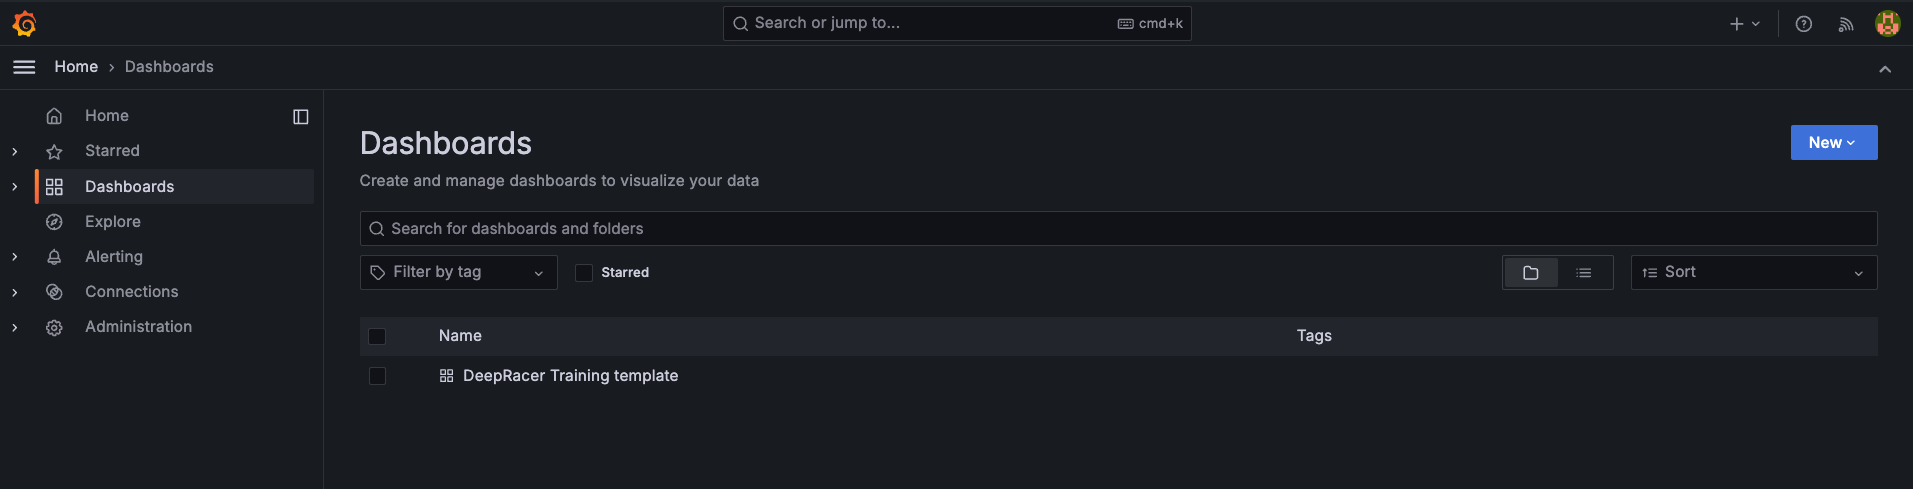 Search or jump to...
cmd+k
Home
Dashboards
Home
Starred
Dashboards
Explore
Alerting
Connections
Administration
Dashboards
New
Create and manage dashboards to visualize your data
Search for dashboards and folders
Filter by tag
Starred
Sort
Name
Tags
DeepRacer Training template